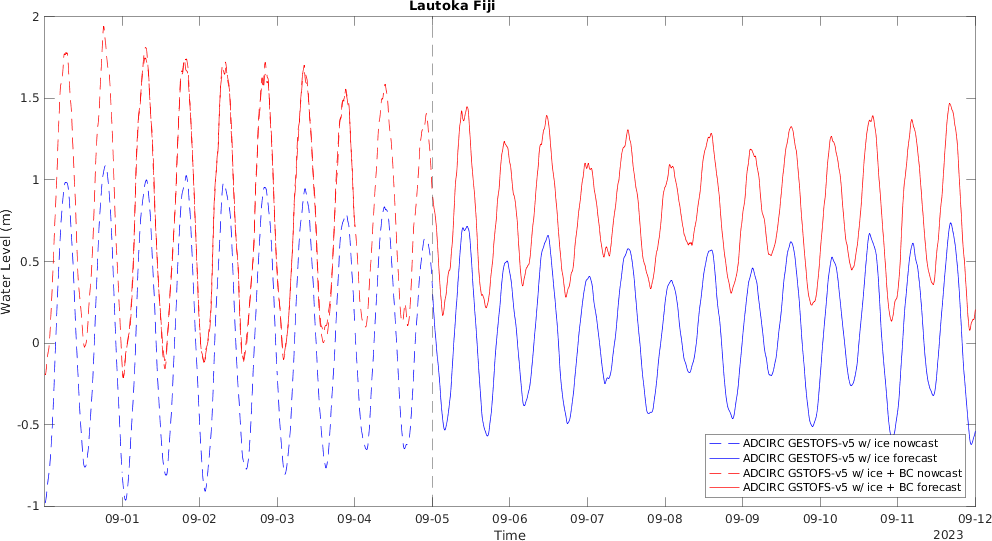 Lautoka Fiji
Water Level (m)
2
1.5
1
0.5
0
-0.5
-1
ADCIRC GESTOFS-v5 w/ ice nowcast
ADCIRC GESTOFS-v5 w/ ice forecast
ADCIRC GSTOFS-v5 w/ ice + BC nowcast
ADCIRC GSTOFS-v5 w/ ice + BC forecast
09-01 09-02 09-03 09-04 09-05 09-06 09-07 09-08 09-09 09-10 09-11 09-12
Time
2023